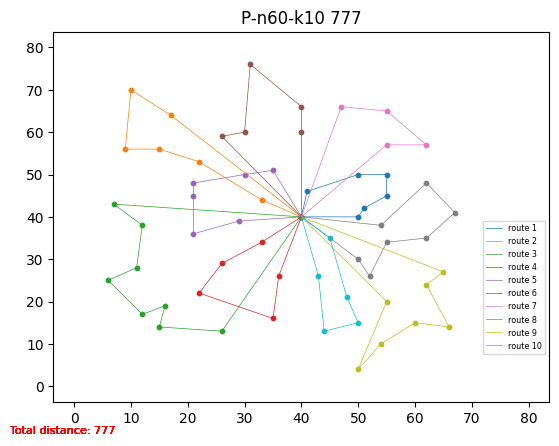 P-n60-k10 777
80
70
60
50
40
30
20
10
0
0 10 20 30 40 50 60 70 80
route 1
route 2
route 3
route 4
route 5
route 6
route 7
route 8
route 9
route 10
Total distance: 777